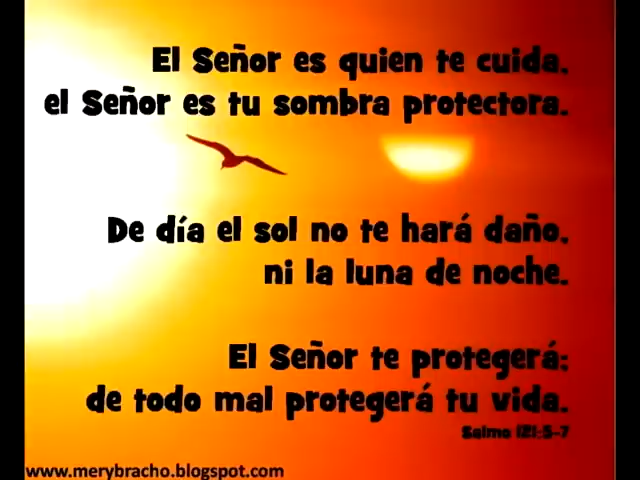 El Señor es quien te cuida,
el Señor es tu sombra protectora.
De día el sol no te hará daño,
ni la luna de noche.
El Señor te protegerá;
de todo mal protegerá tu vida.
Salmo 121:5-7
www.merybracho.blogspot.com